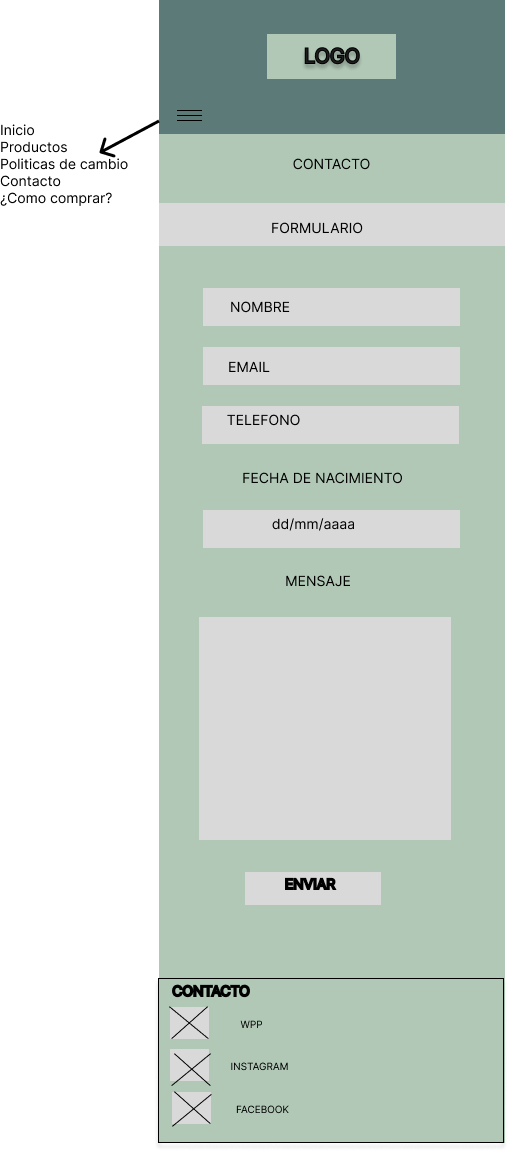 LOGO
Inicio
Productos
Politicas de cambio
Contacto
¿Como comprar?
CONTACTO
FORMULARIO
NOMBRE
EMAIL
TELEFONO
FECHA DE NACIMIENTO
dd/mm/aaaa
MENSAJE
ENVIAR
CONTACTO
WPP
INSTAGRAM
FACEBOOK